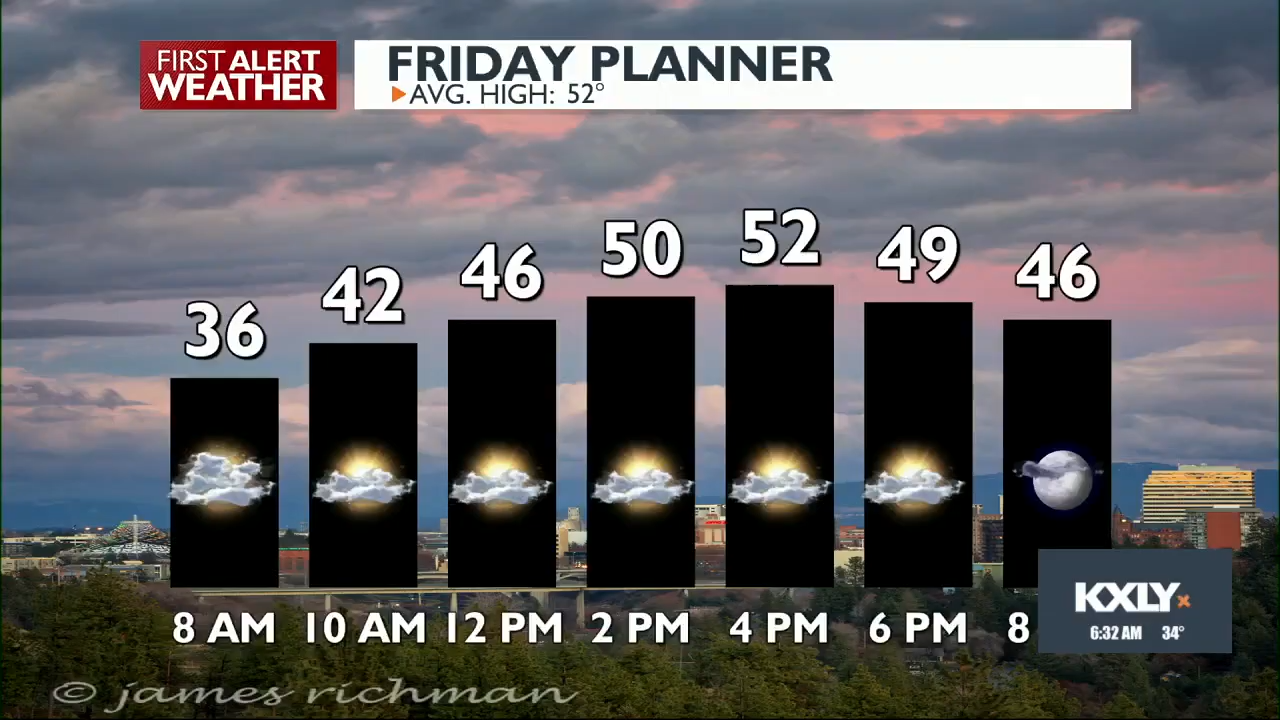 FIRST ALERT
WEATHER
FRIDAY PLANNER
AVG. HIGH: 52°
36
42
46
50
52
49
46
8 AM
10 AM
12 PM
2 PM
4 PM
6 PM
8
KXLY
6:32 AM 34°
© james richman